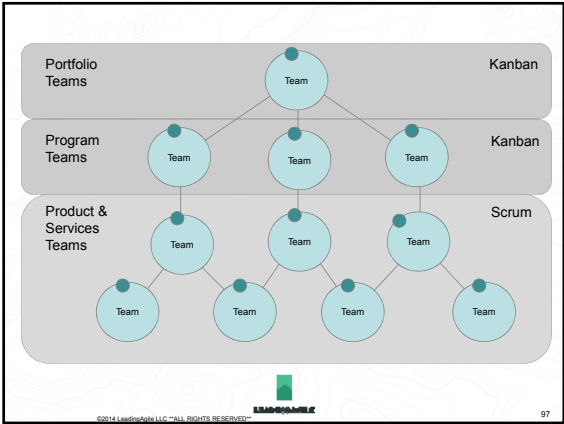 Portfolio
Teams
Kanban
Team
Program
Teams
Kanban
Team
Team
Team
Product &
Services
Teams
Scrum
Team
Team
Team
Team
Team
Team
Team
©2014 LeadingAgile LLC **ALL RIGHTS RESERVED**
97